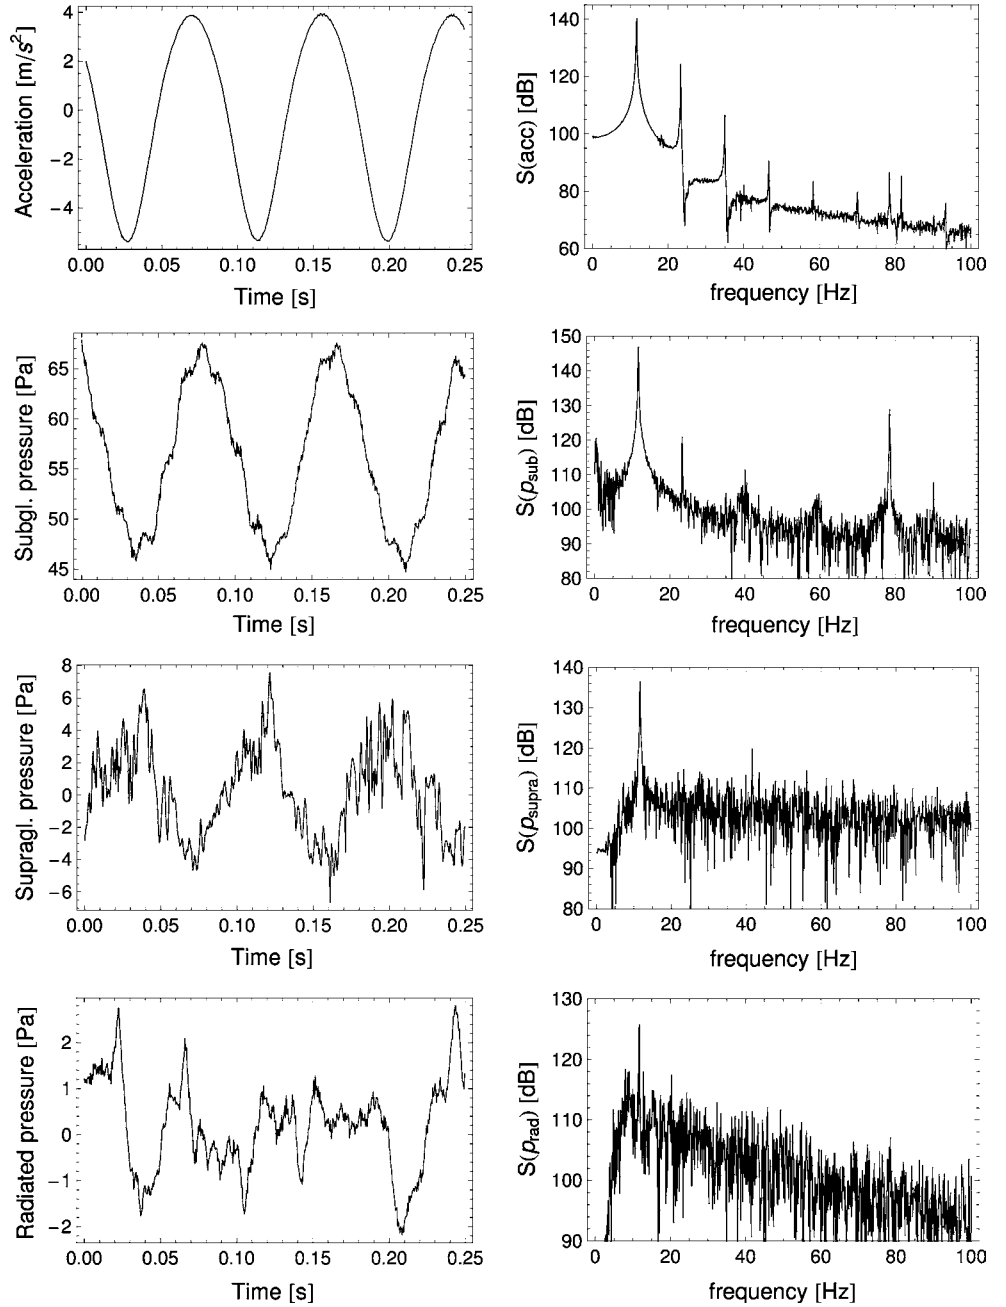 Acceleration [m/s²]
4
2
0
−2
−4
0.00 0.05 0.10 0.15 0.20 0.25
Time [s]
S(acc) [dB]
140
120
100
80
60
0 20 40 60 80 100
frequency [Hz]
Subgl. pressure [Pa]
65
60
55
50
45
0.00 0.05 0.10 0.15 0.20 0.25
Time [s]
S(psub) [dB]
150
140
130
120
110
100
90
80
0 20 40 60 80 100
frequency [Hz]
Supragl. pressure [Pa]
8
6
4
2
0
−2
−4
−6
0.00 0.05 0.10 0.15 0.20 0.25
Time [s]
S(psupra) [dB]
140
130
120
110
100
90
80
0 20 40 60 80 100
frequency [Hz]
Radiated pressure [Pa]
2
1
0
−1
−2
0.00 0.05 0.10 0.15 0.20 0.25
Time [s]
S(prad) [dB]
130
120
110
100
90
0 20 40 60 80 100
frequency [Hz]